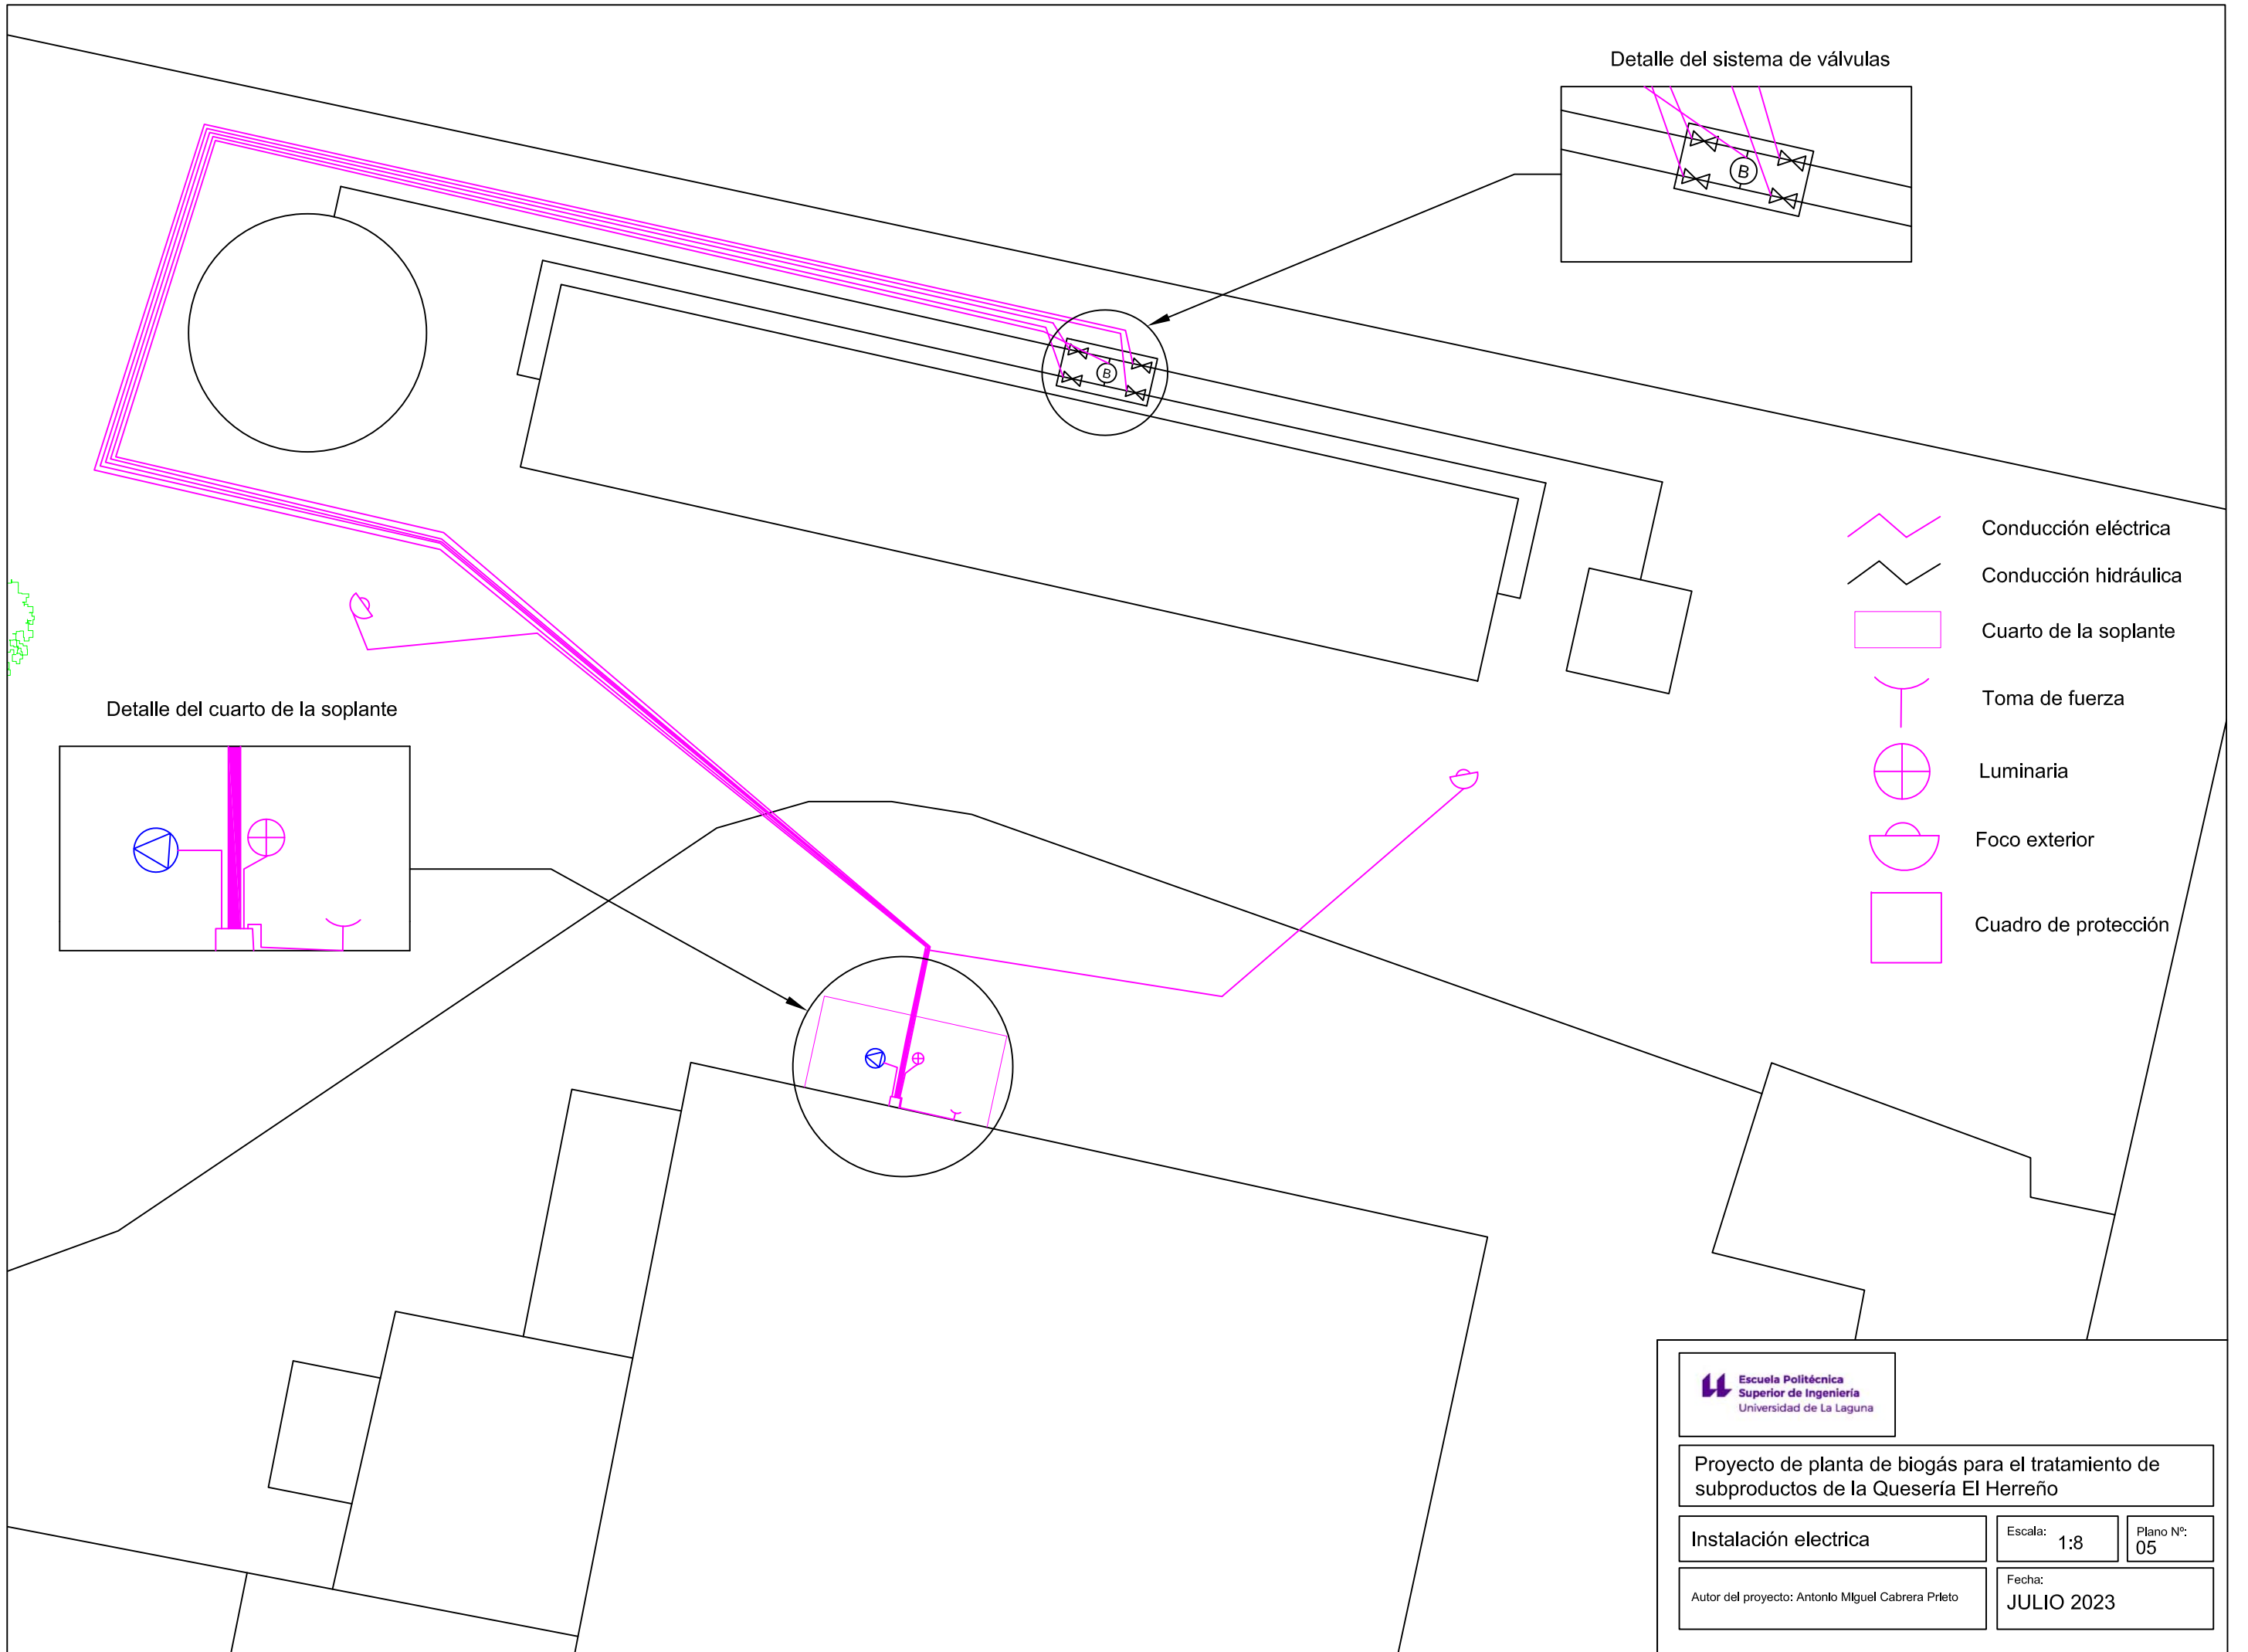 Detalle del sistema de válvulas
B
B
Conducción eléctrica
Conducción hidráulica
Cuarto de la soplante
Toma de fuerza
Detalle del cuarto de la soplante
Luminaria
Foco exterior
Cuadro de protección
Escuela Politécnica
Superior de Ingeniería
Universidad de La Laguna
Proyecto de planta de biogás para el tratamiento de
subproductos de la Quesería El Herreño
Instalación electrica
Escala: 1:8
Plano Nº:
05
Autor del proyecto: Antonio Miguel Cabrera Prieto
Fecha:
JULIO 2023